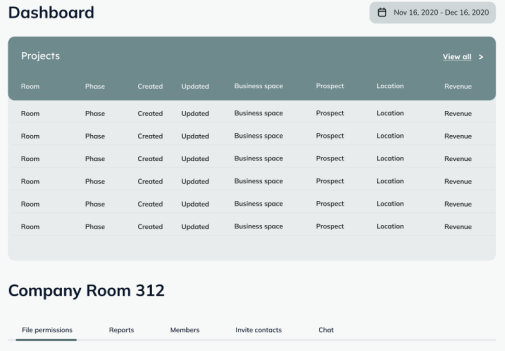 Dashboard
Nov 16, 2020 - Dec 16, 2020
Projects
View all >
Room Phase Created Updated Business space Prospect Location Revenue
Room Phase Created Updated Business space Prospect Location Revenue
Room Phase Created Updated Business space Prospect Location Revenue
Room Phase Created Updated Business space Prospect Location Revenue
Room Phase Created Updated Business space Prospect Location Revenue
Room Phase Created Updated Business space Prospect Location Revenue
Room Phase Created Updated Business space Prospect Location Revenue
Company Room 312
File permissions Reports Members Invite contacts Chat